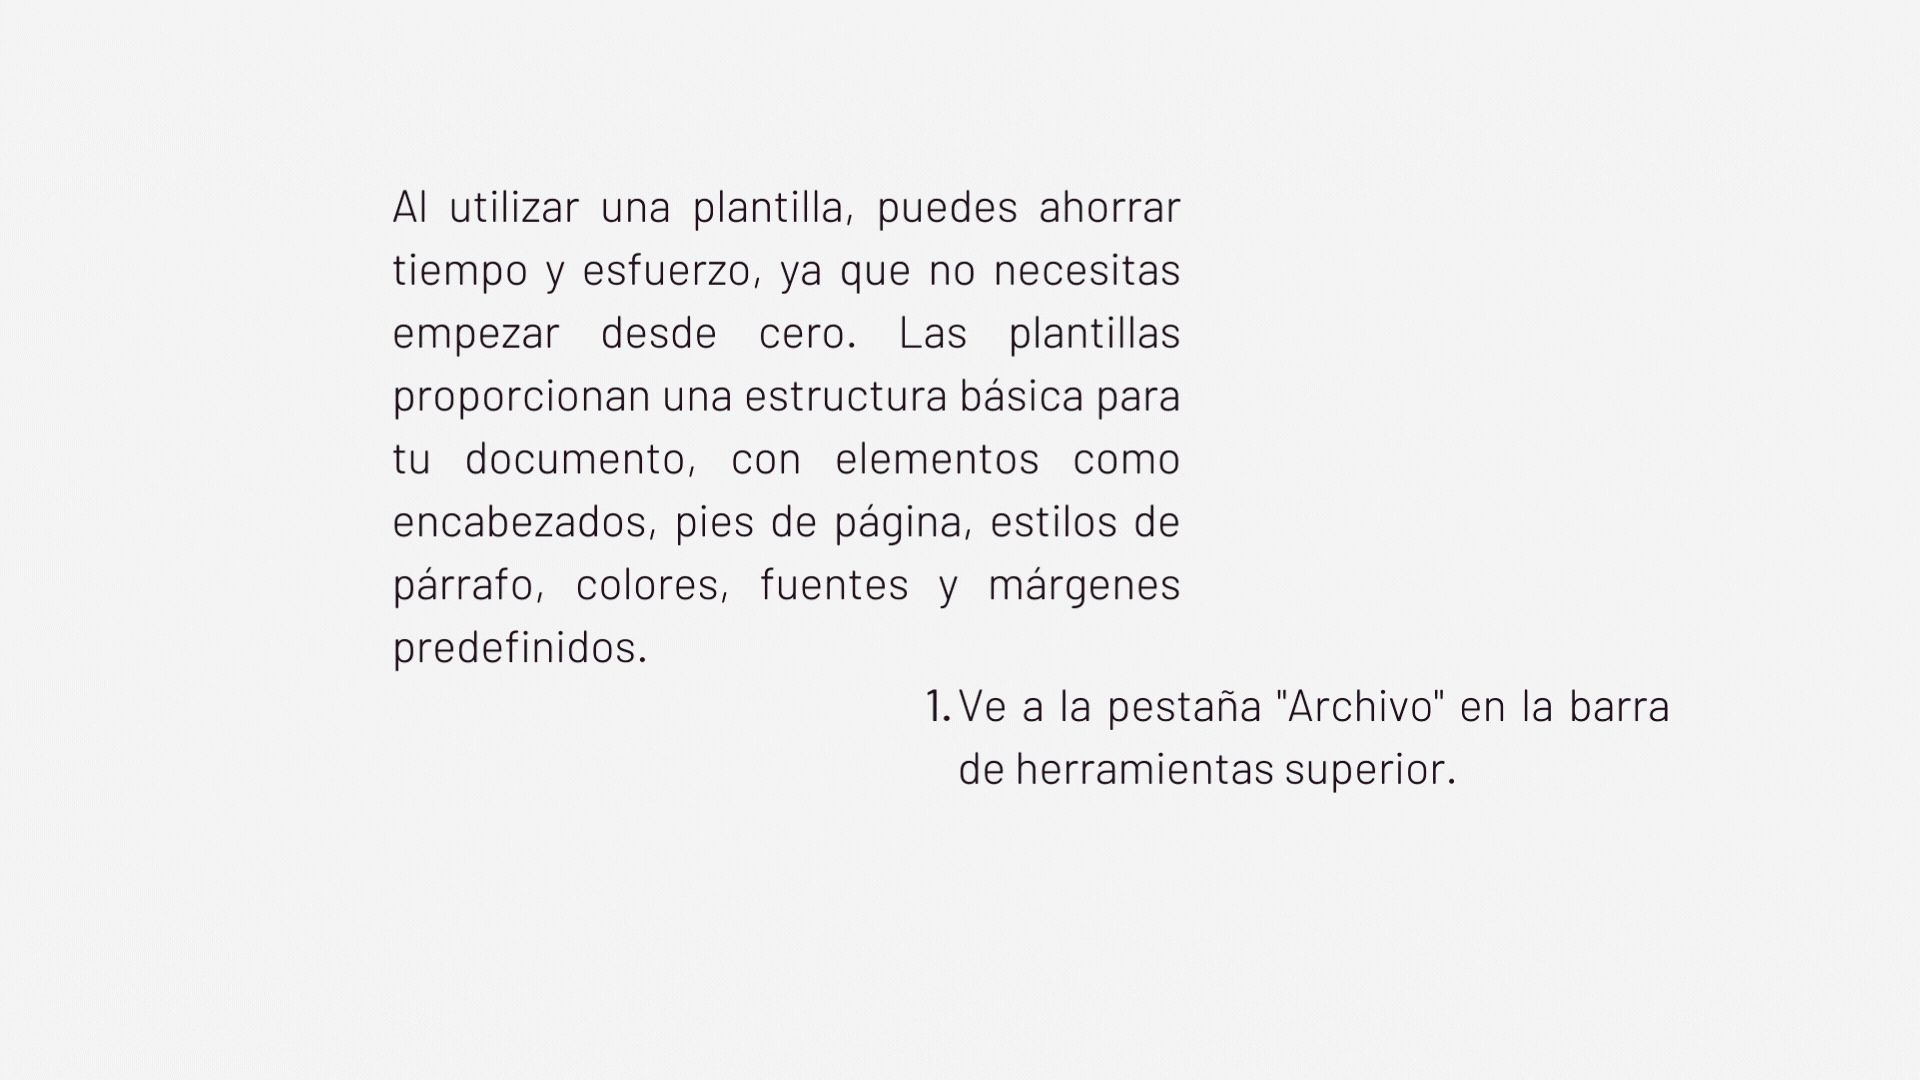 Al utilizar una plantilla, puedes ahorrar
tiempo y esfuerzo, ya que no necesitas
empezar desde cero. Las plantillas
proporcionan una estructura básica para
tu documento, con elementos como
encabezados, pies de página, estilos de
párrafo, colores, fuentes y márgenes
predefinidos.
1. Ve a la pestaña "Archivo" en la barra
de herramientas superior.